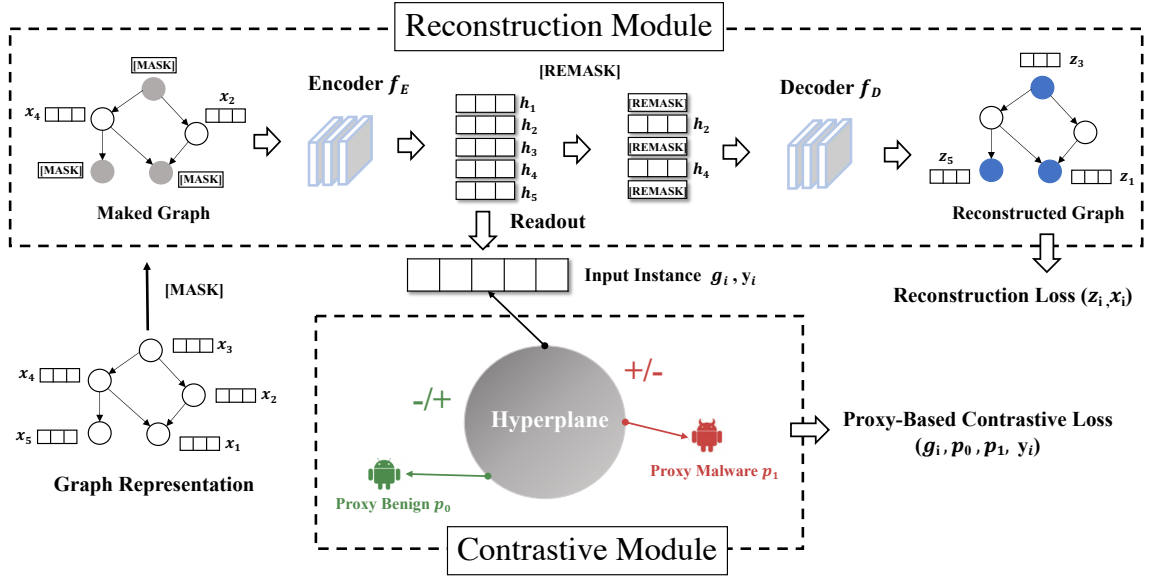 Reconstruction Module
[MASK]
x₄
x₂
[MASK]
[MASK]
Maked Graph
Encoder f_E
h₁
h₂
h₃
h₄
h₅
[REMASK]
[REMASK]
h₂
[REMASK]
h₄
[REMASK]
Decoder f_D
z₃
z₅
z₁
Reconstructed Graph
Readout
Input Instance gᵢ , yᵢ
Reconstruction Loss (zᵢ ,xᵢ)
[MASK]
x₃
x₄
x₂
x₅
x₁
Graph Representation
-/+
+/-
Hyperplane
Proxy Benign p₀
Proxy Malware p₁
Proxy-Based Contrastive Loss
(gᵢ , p₀ , p₁, yᵢ)
Contrastive Module